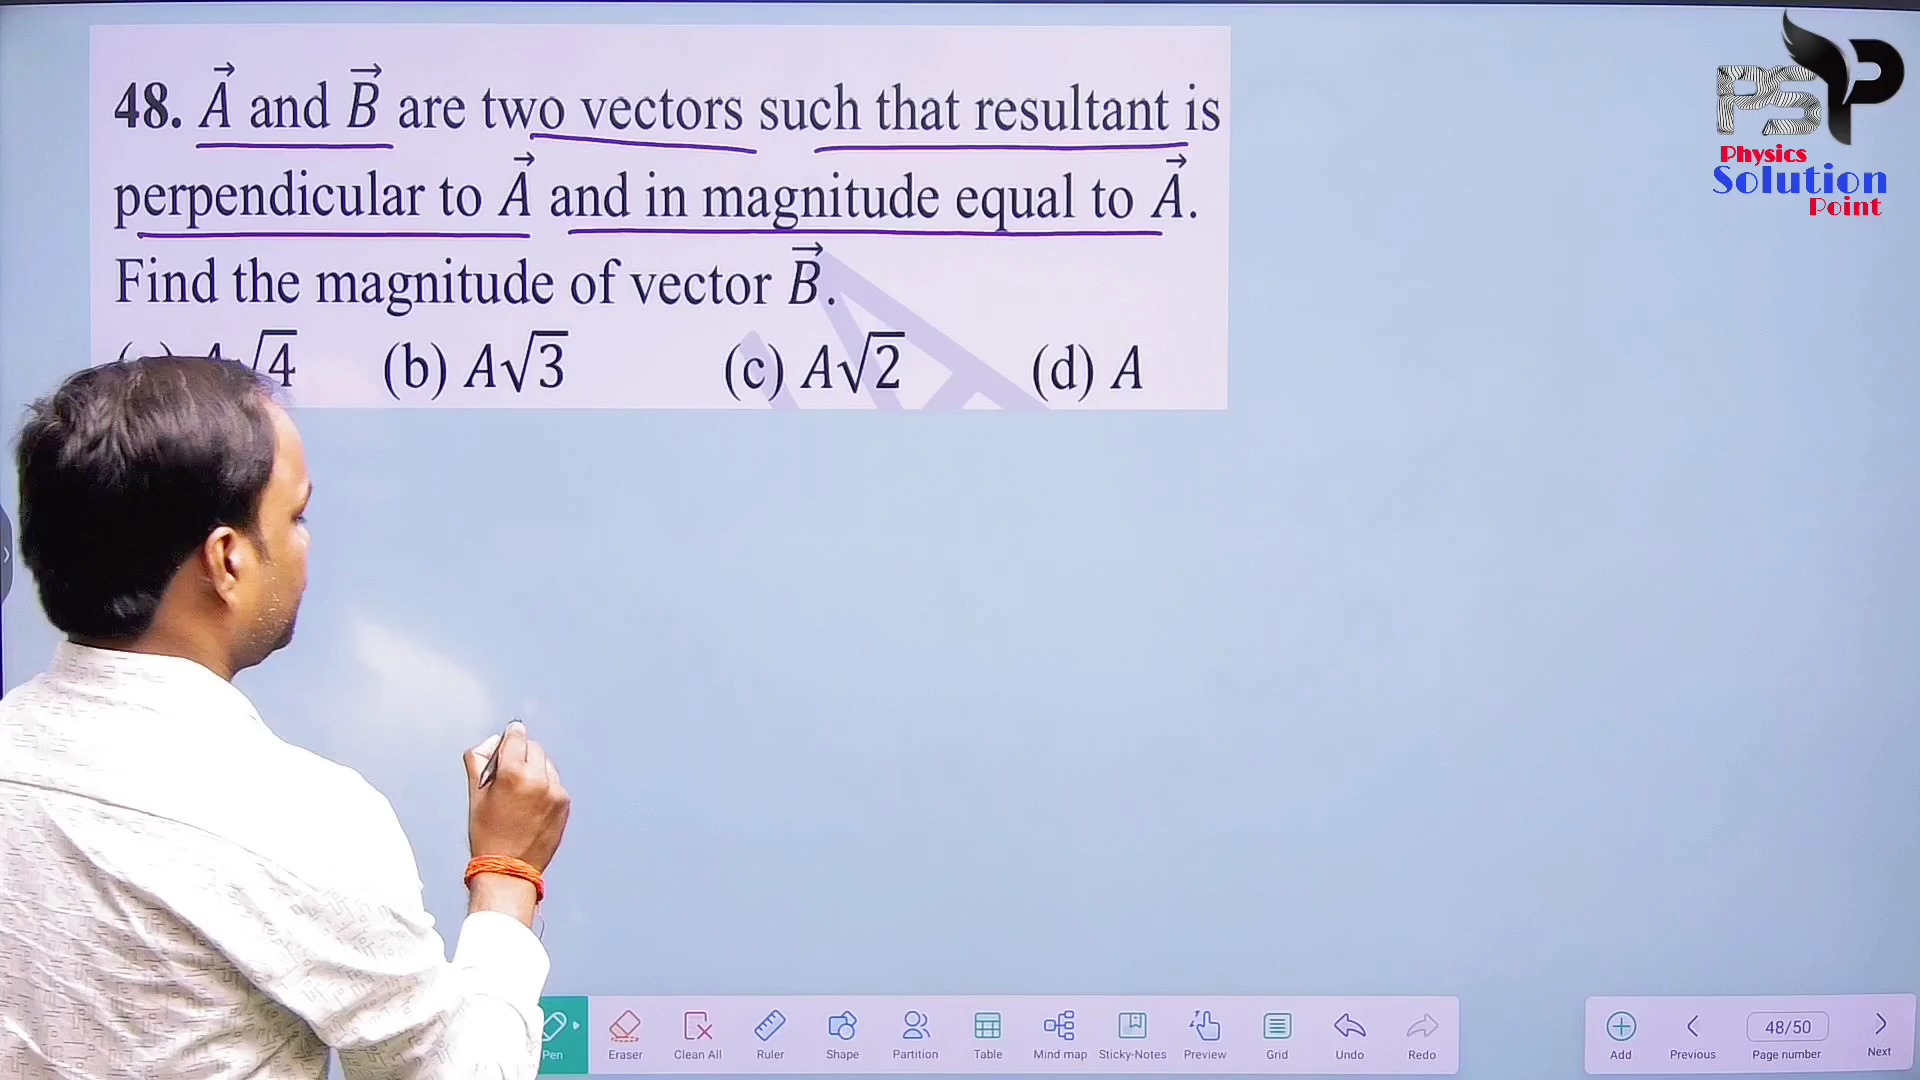 48. A⃗ and B⃗ are two vectors such that resultant is
perpendicular to A⃗ and in magnitude equal to A⃗.
Find the magnitude of vector B⃗.
√4 (b) A√3 (c) A√2 (d) A
PSP
Physics
Solution
Point
Pen Eraser Clean All Ruler Shape Partition Table Mind map Sticky-Notes Preview Grid Undo Redo
48/50
Add Previous Page number Next